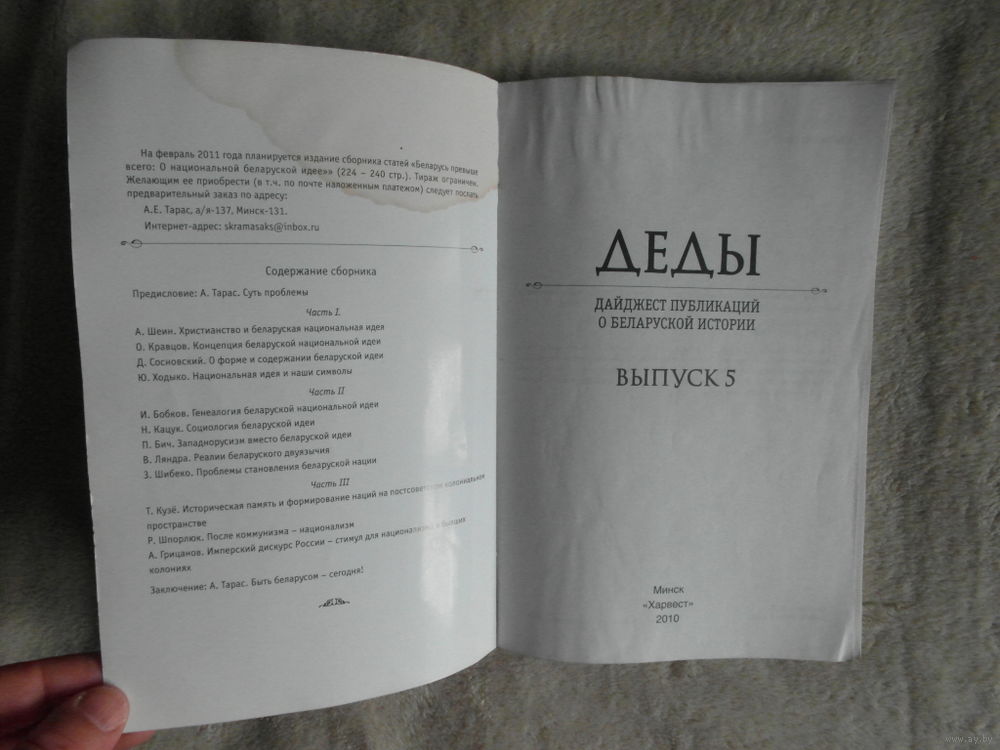 На февраль 2011 года планируется издание сборника статей «Беларусь превыше
всего: О национальной беларуской идее»» (224 – 240 стр.). Тираж ограничен.
Желающим ее приобрести (в т.ч. по почте наложенным платежом) следует послать
предварительный заказ по адресу:
А.Е. Тарас, а/я-137, Минск-131.
Интернет-адрес: skramasaks@inbox.ru
Содержание сборника
Предисловие: А. Тарас. Суть проблемы
Часть I.
А. Шеин. Христианство и беларуская национальная идея
О. Кравцов. Концепция беларуской национальной идеи
Д. Сосновский. О форме и содержании беларуской идеи
Ю. Ходыко. Национальная идея и наши символы
Часть II
И. Бобков. Генеалогия беларуской национальной идеи
Н. Кацук. Социология беларуской идеи
П. Бич. Западнорусизм вместо беларуской идеи
В. Ляндра. Реалии беларуского двуязычия
З. Шибеко. Проблемы становления беларуской нации
Часть III
Т. Кузё. Историческая память и формирование наций на постсоветском колониальном
пространстве
Р. Шпорлюк. После коммунизма – национализм
А. Грицанов. Имперский дискурс России – стимул для национализма в бывших
колониях
Заключение: А. Тарас. Быть беларусом – сегодня!
ДЕДЫ
ДАЙДЖЕСТ ПУБЛИКАЦИЙ
О БЕЛАРУСКОЙ ИСТОРИИ
ВЫПУСК 5
Минск
«Харвест»
2010
www.ay.by